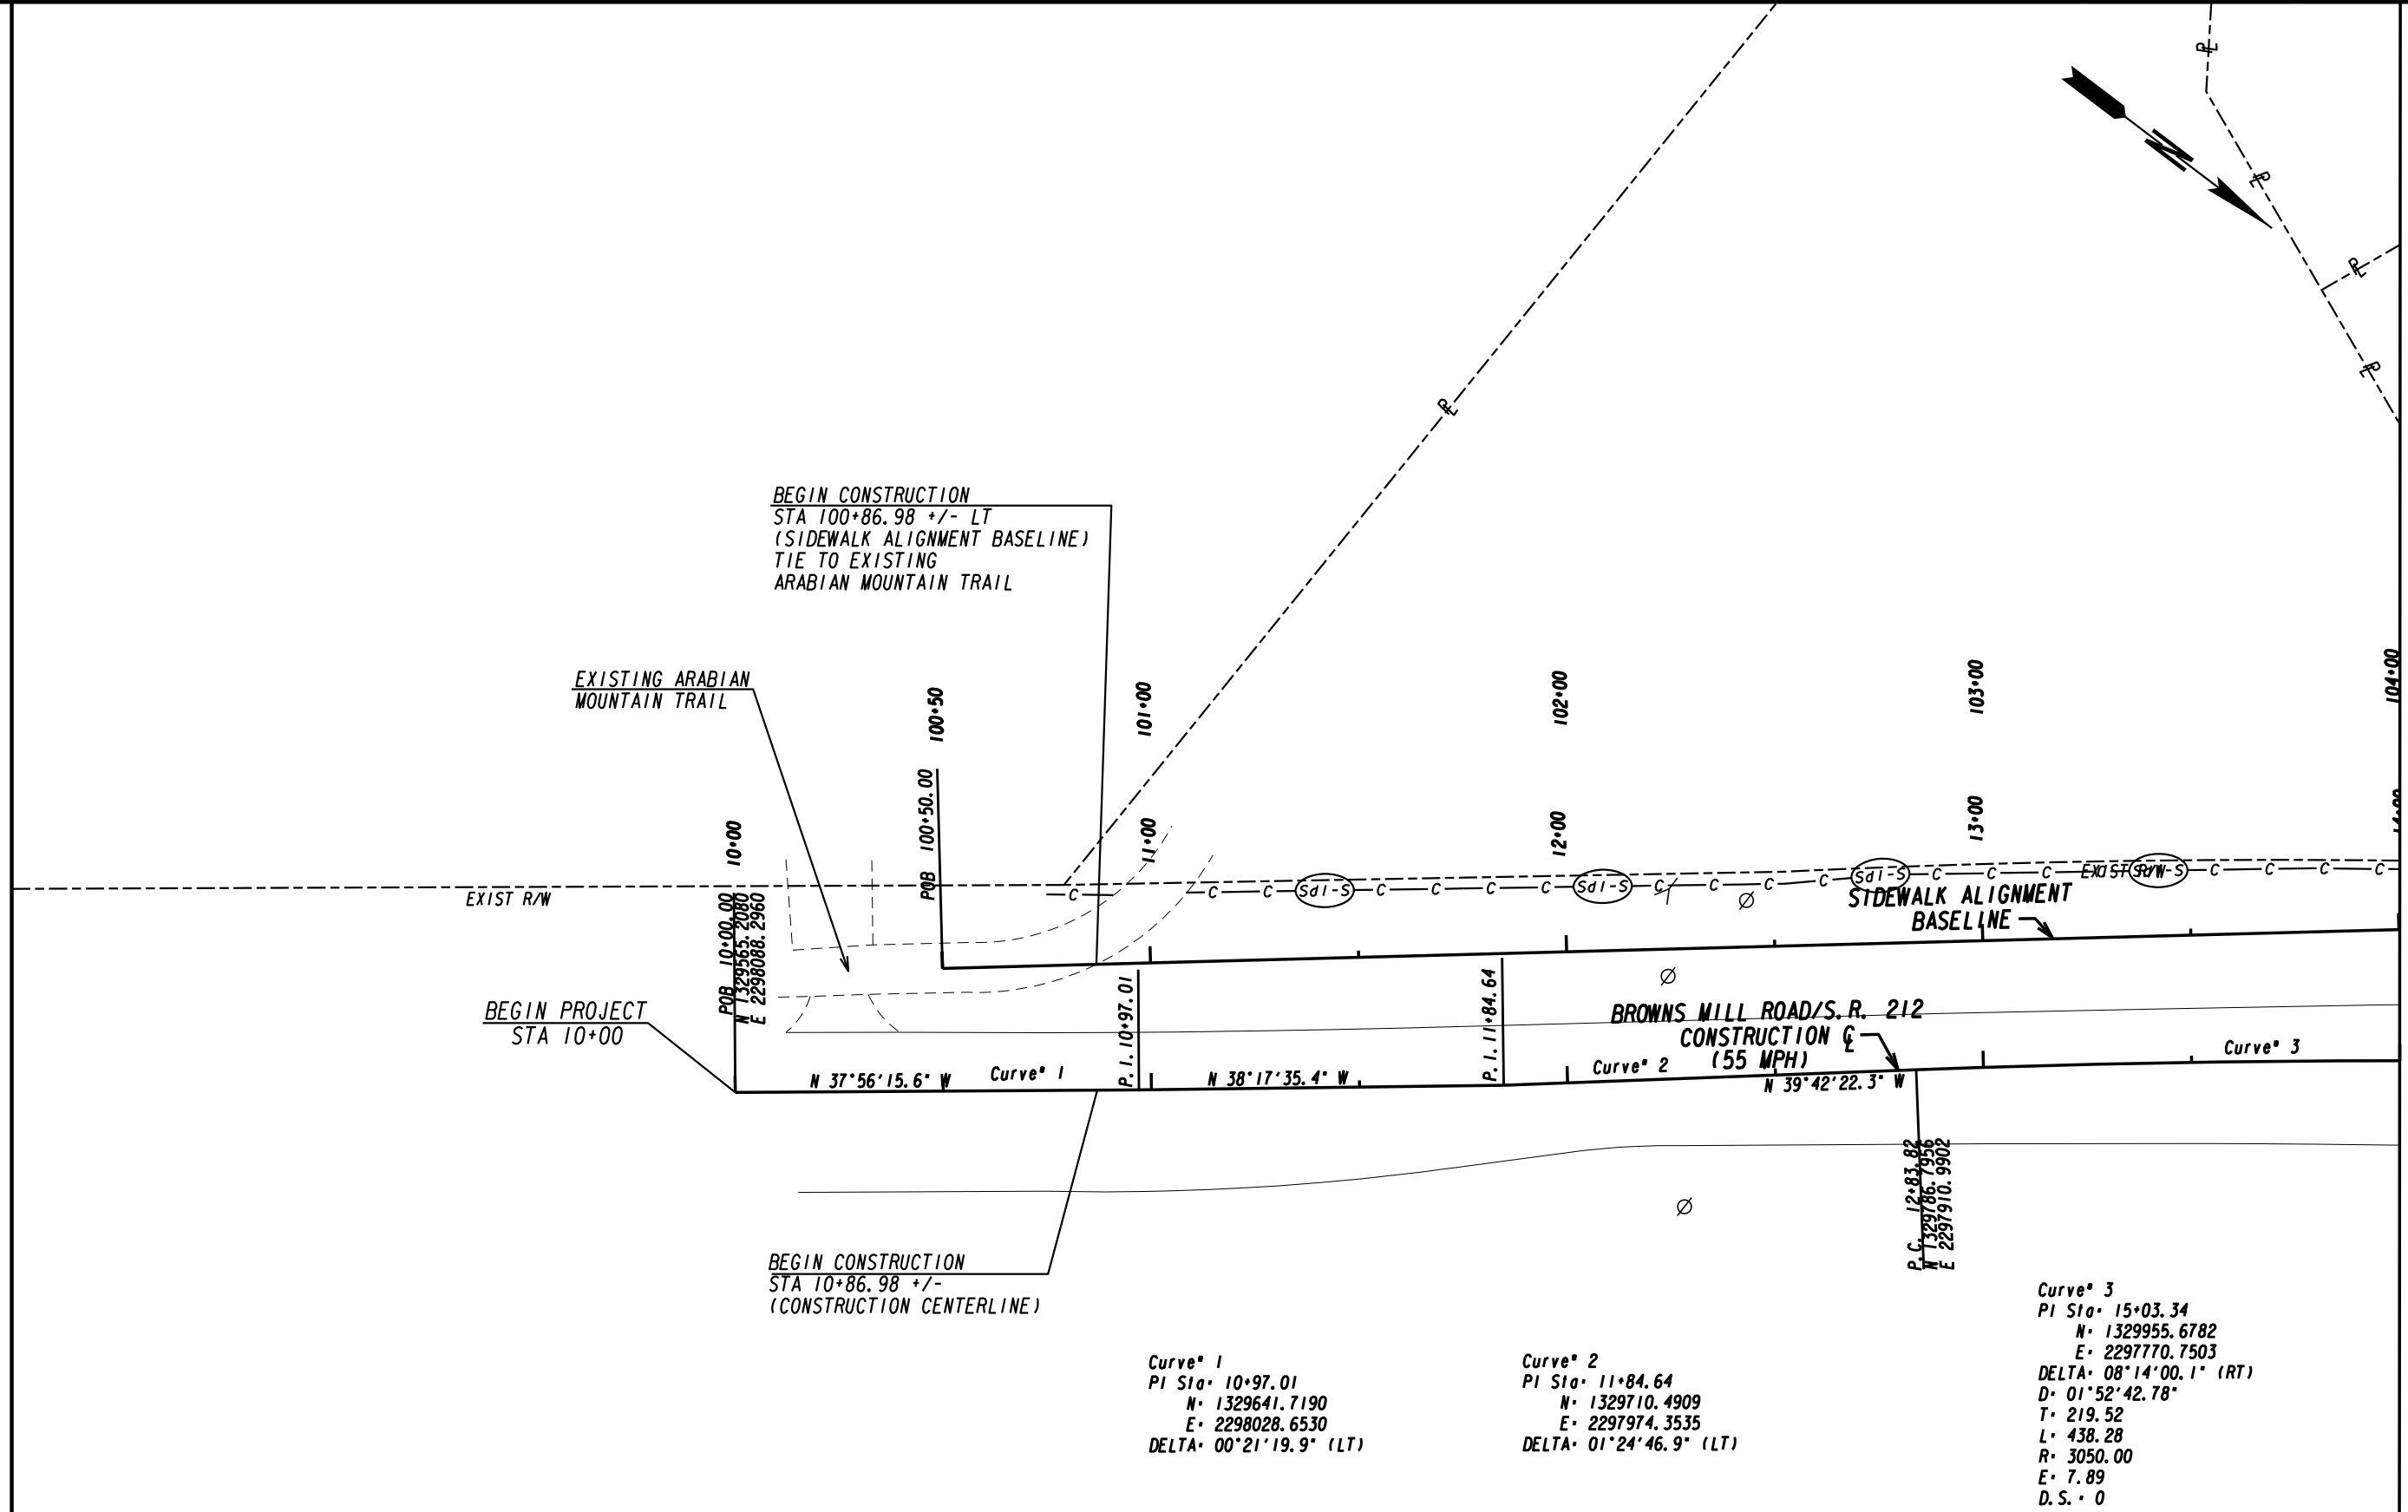 N
BEGIN CONSTRUCTION
STA 100+86.98 +/- LT
(SIDEWALK ALIGNMENT BASELINE)
TIE TO EXISTING
ARABIAN MOUNTAIN TRAIL
EXISTING ARABIAN
MOUNTAIN TRAIL
100+50
101+00
102+00
103+00
104+00
POB 100+50.00
10+00
11+00
12+00
13+00
EXIST R/W
C C C Sd1-S C C C C Sd1-S C C C C Sd1-S C C C EXIST R/W C C C C
SIDEWALK ALIGNMENT
BASELINE
POB 10+00.00
N 1329565.2080
E 2298088.2960
BEGIN PROJECT
STA 10+00
P.I. 10+97.01
P.I. 11+84.64
BROWNS MILL ROAD/S.R. 212
CONSTRUCTION ℄
(55 MPH)
N 37°56'15.6" W
Curve# 1
N 38°17'35.4" W
Curve# 2
N 39°42'22.3" W
Curve# 3
P.C. 12+83.82
N 1329786.7956
E 2297910.9902
BEGIN CONSTRUCTION
STA 10+86.98 +/-
(CONSTRUCTION CENTERLINE)
Curve# 1
PI Sta= 10+97.01
N= 1329641.7190
E= 2298028.6530
DELTA= 00°21'19.9" (LT)
Curve# 2
PI Sta= 11+84.64
N= 1329710.4909
E= 2297974.3535
DELTA= 01°24'46.9" (LT)
Curve# 3
PI Sta= 15+03.34
N= 1329955.6782
E= 2297770.7503
DELTA= 08°14'00.1" (RT)
D= 01°52'42.78"
T= 219.52
L= 438.28
R= 3050.00
E= 7.89
D.S. = 0